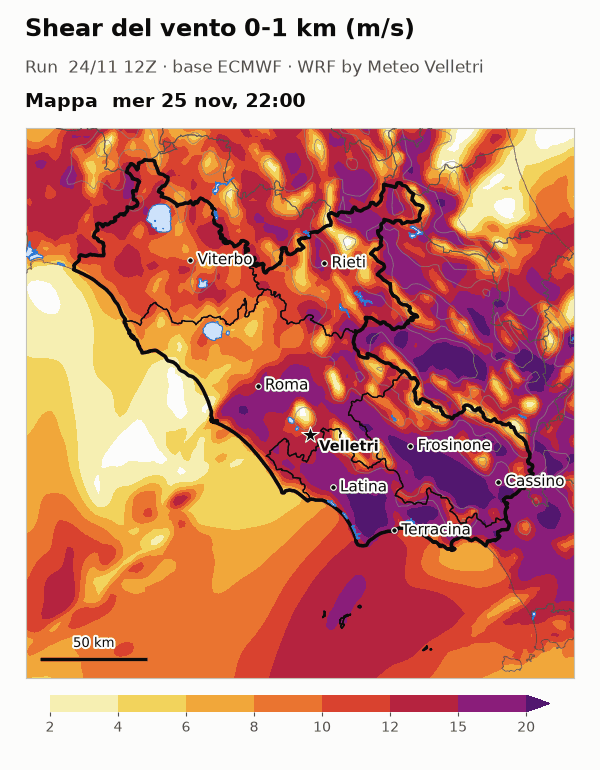 Shear del vento 0-1 km (m/s)
Run  24/11 12Z · base ECMWF · WRF by Meteo Velletri
Mappa  mer 25 nov, 22:00
Viterbo
Rieti
Roma
Velletri
Frosinone
Cassino
Latina
Terracina
50 km
2 4 6 8 10 12 15 20